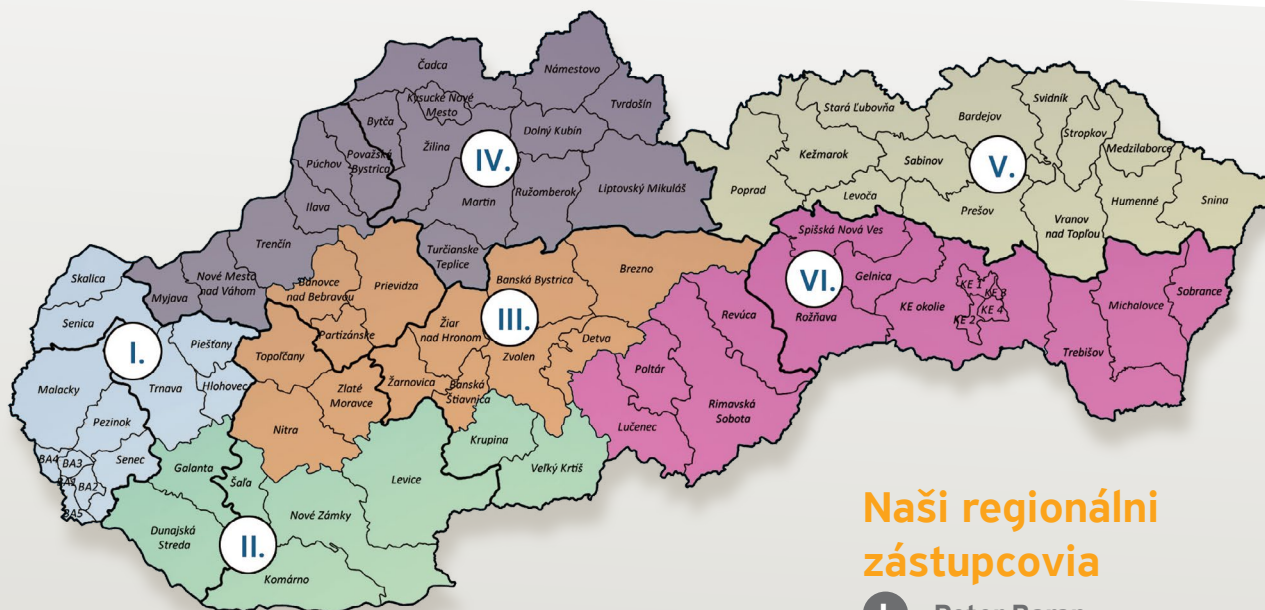 Čadca
Námestovo
Tvrdošín
Kysucké Nové
Mesto
Bytča
Dolný Kubín
Žilina
Považská
Bystrica
Púchov
IV.
Ilava
Martin
Ružomberok
Liptovský Mikuláš
Trenčín
Turčianske
Teplice
Nové Mesto
nad Váhom
Myjava
Svidník
Stará Ľubovňa
Bardejov
Stropkov
Medzilaborce
Kežmarok
Sabinov
V.
Poprad
Levoča
Prešov
Humenné
Snina
Vranov
nad Topľou
Skalica
Senica
I.
Piešťany
Malacky
Trnava
Hlohovec
Pezinok
BA4
BA3
Senec
BA1
BA2
BA5
Bánovce
nad Bebravou
Prievidza
Banská Bystrica
Brezno
Partizánske
Žiar
nad Hronom
III.
Detva
Topoľčany
Zvolen
Žarnovica
Banská
Štiavnica
Zlaté
Moravce
Nitra
Spišská Nová Ves
Gelnica
VI.
KE 1
KE 3
KE okolie
KE 4
KE 2
Rožňava
Michalovce
Sobrance
Trebišov
Revúca
Poltár
Rimavská
Sobota
Lučenec
Krupina
Veľký Krtíš
Galanta
Šaľa
Levice
Nové Zámky
Dunajská
Streda
II.
Komárno
Naši regionálni
zástupcovia
I. Peter Baran